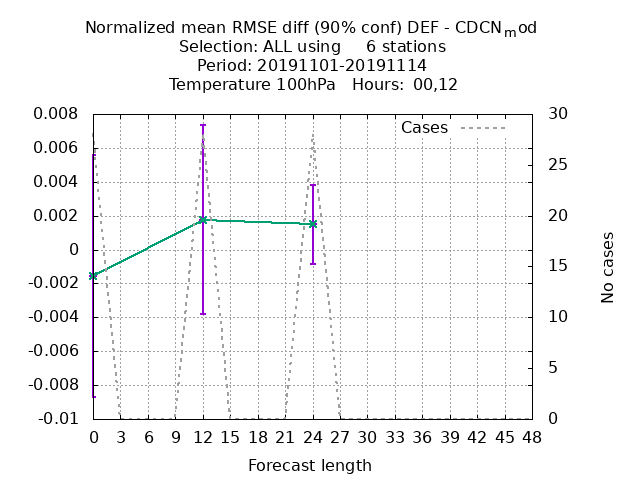 Normalized mean RMSE diff (90% conf) DEF - CDCNmod
Selection: ALL using     6 stations
Period: 20191101-20191114
Temperature 100hPa   Hours:  00,12
Cases
0.008
0.006
0.004
0.002
0
-0.002
-0.004
-0.006
-0.008
-0.01
30
25
20
15
10
5
0
No cases
0 3 6 9 12 15 18 21 24 27 30 33 36 39 42 45 48
Forecast length